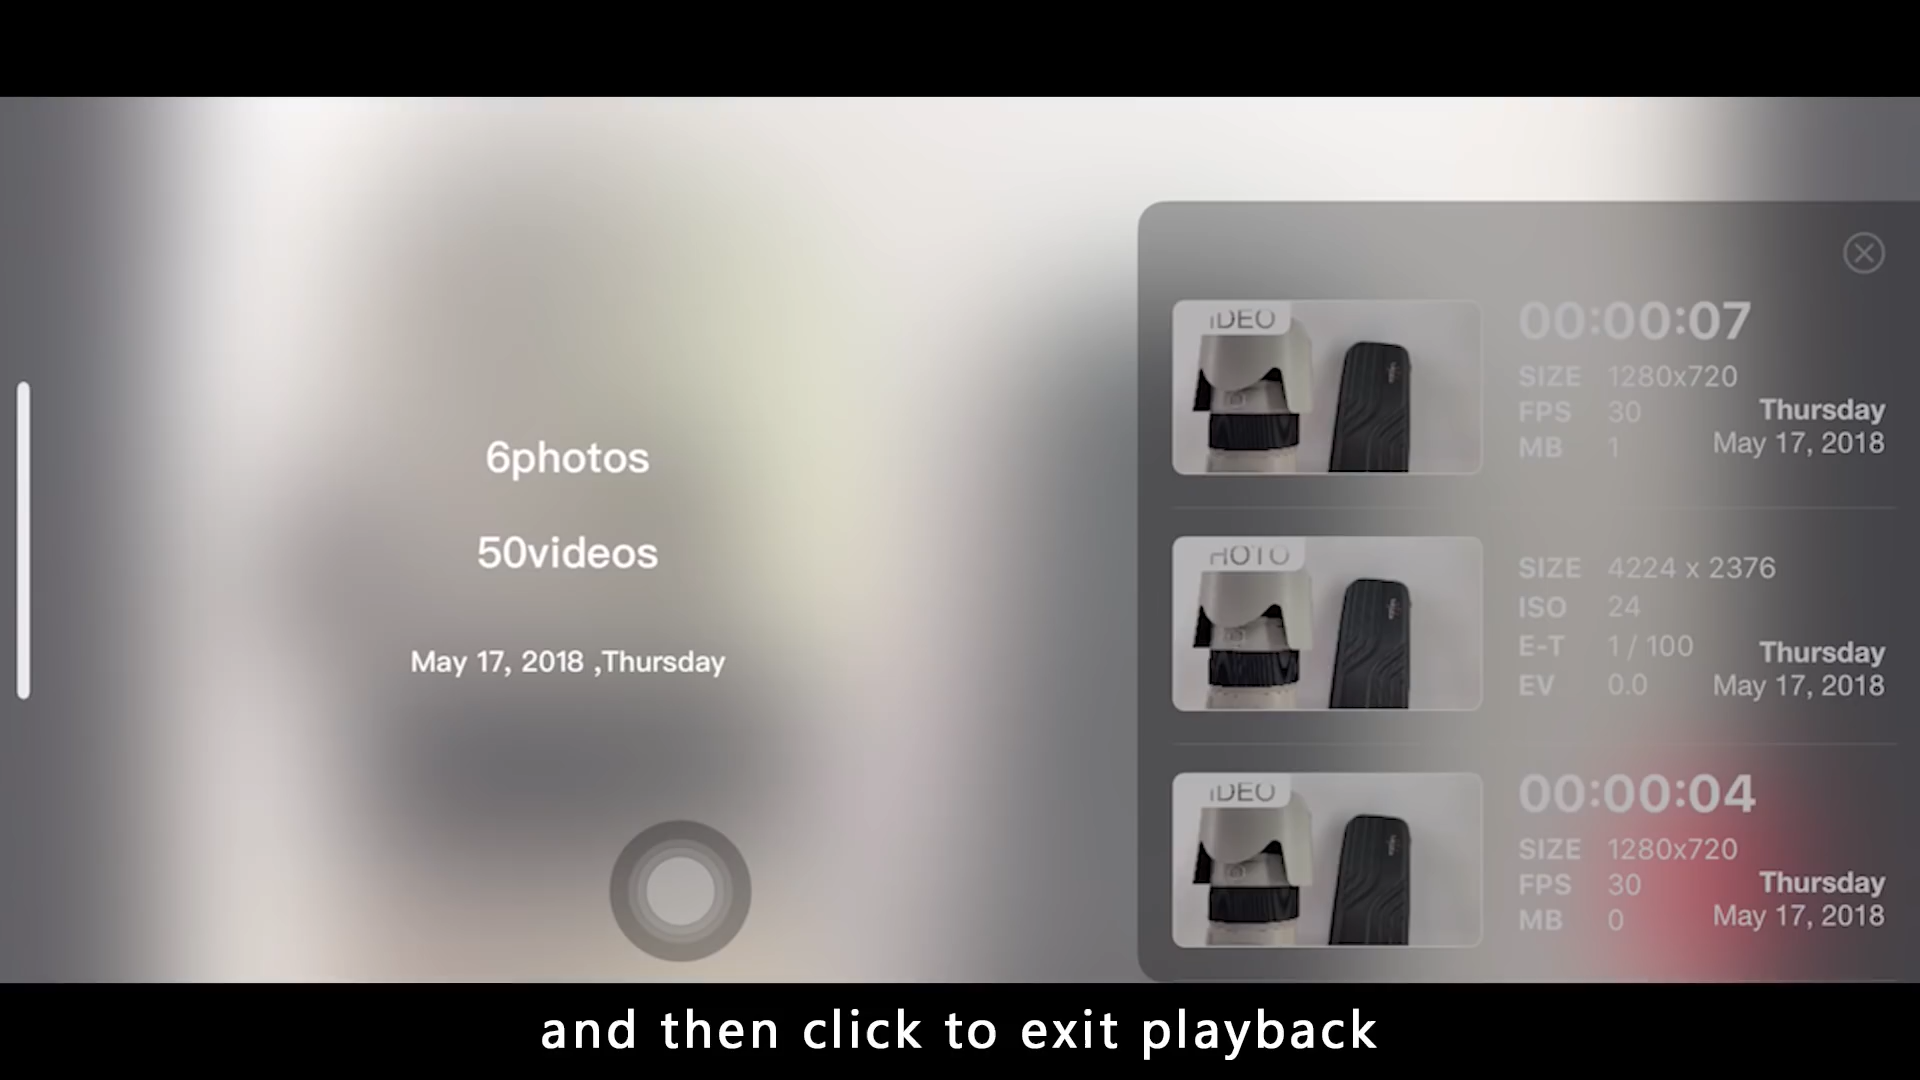 6photos
50videos
May 17, 2018 ,Thursday
IDEO
00:00:07
SIZE 1280x720
FPS 30
MB 1
Thursday
May 17, 2018
HOTO
SIZE 4224 x 2376
ISO 24
E-T 1 / 100
EV 0.0
Thursday
May 17, 2018
IDEO
00:00:04
SIZE 1280x720
FPS 30
MB 0
Thursday
May 17, 2018
and then click to exit playback